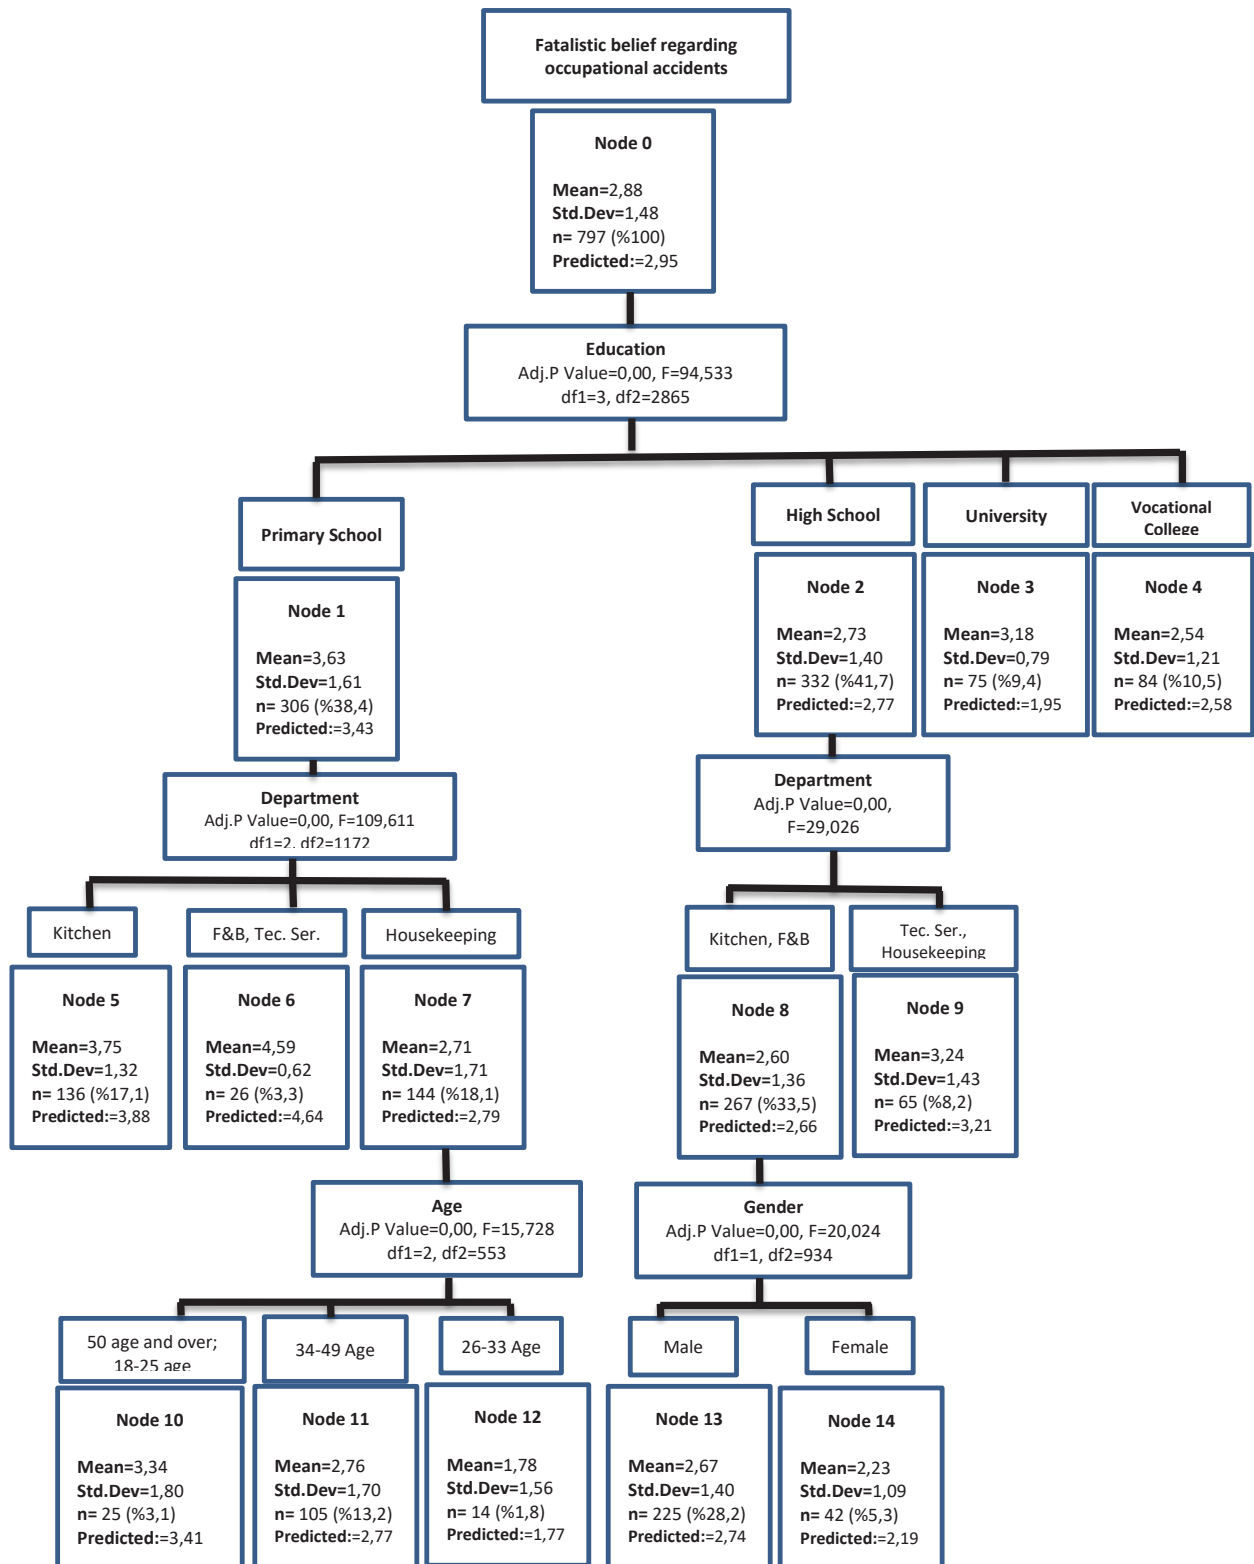 Fatalistic belief regarding
occupational accidents
Node 0
Mean=2,88
Std.Dev=1,48
n= 797 (%100)
Predicted:=2,95
Education
Adj.P Value=0,00, F=94,533
df1=3, df2=2865
Primary School
High School
University
Vocational
College
Node 1
Mean=3,63
Std.Dev=1,61
n= 306 (%38,4)
Predicted:=3,43
Node 2
Mean=2,73
Std.Dev=1,40
n= 332 (%41,7)
Predicted:=2,77
Node 3
Mean=3,18
Std.Dev=0,79
n= 75 (%9,4)
Predicted:=1,95
Node 4
Mean=2,54
Std.Dev=1,21
n= 84 (%10,5)
Predicted:=2,58
Department
Adj.P Value=0,00, F=109,611
df1=2, df2=1172
Department
Adj.P Value=0,00,
F=29,026
Kitchen
F&B, Tec. Ser.
Housekeeping
Kitchen, F&B
Tec. Ser.,
Housekeeping
Node 5
Mean=3,75
Std.Dev=1,32
n= 136 (%17,1)
Predicted:=3,88
Node 6
Mean=4,59
Std.Dev=0,62
n= 26 (%3,3)
Predicted:=4,64
Node 7
Mean=2,71
Std.Dev=1,71
n= 144 (%18,1)
Predicted:=2,79
Node 8
Mean=2,60
Std.Dev=1,36
n= 267 (%33,5)
Predicted:=2,66
Node 9
Mean=3,24
Std.Dev=1,43
n= 65 (%8,2)
Predicted:=3,21
Age
Adj.P Value=0,00, F=15,728
df1=2, df2=553
Gender
Adj.P Value=0,00, F=20,024
df1=1, df2=934
50 age and over;
18-25 age
34-49 Age
26-33 Age
Male
Female
Node 10
Mean=3,34
Std.Dev=1,80
n= 25 (%3,1)
Predicted:=3,41
Node 11
Mean=2,76
Std.Dev=1,70
n= 105 (%13,2)
Predicted:=2,77
Node 12
Mean=1,78
Std.Dev=1,56
n= 14 (%1,8)
Predicted:=1,77
Node 13
Mean=2,67
Std.Dev=1,40
n= 225 (%28,2)
Predicted:=2,74
Node 14
Mean=2,23
Std.Dev=1,09
n= 42 (%5,3)
Predicted:=2,19